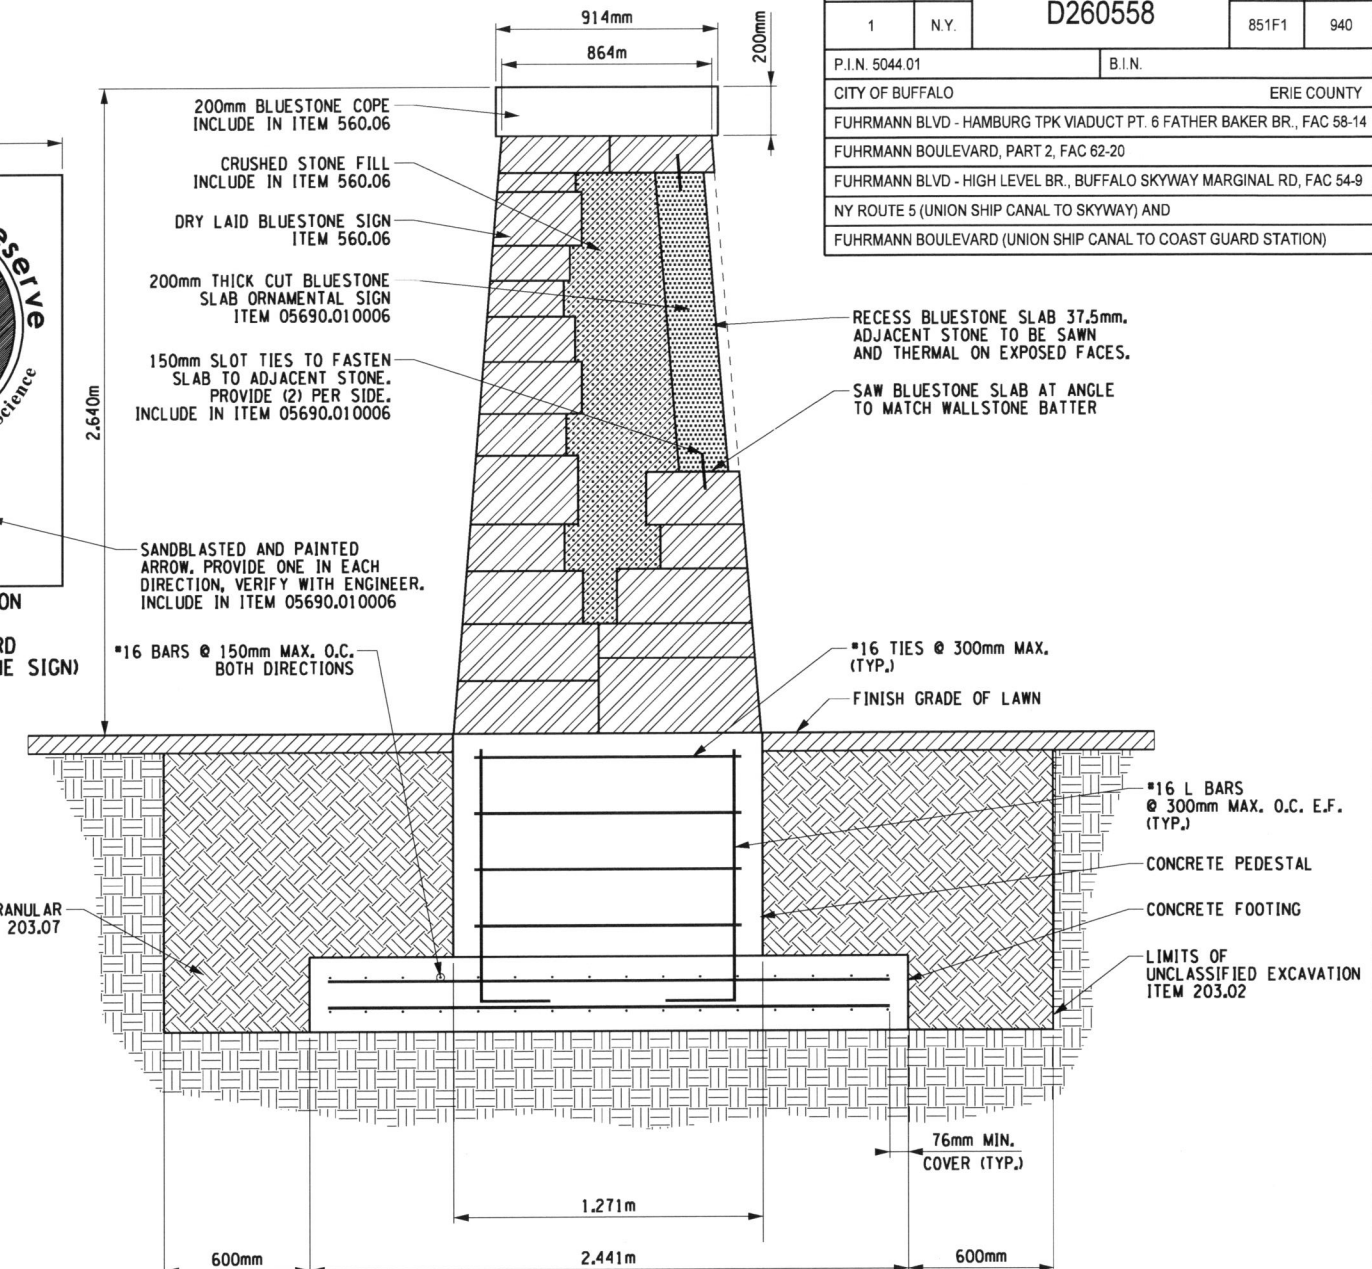 914mm
864m
200mm
1 N.Y. D260558 851F1 940
P.I.N. 5044.01 B.I.N.
CITY OF BUFFALO ERIE COUNTY
FUHRMANN BLVD - HAMBURG TPK VIADUCT PT. 6 FATHER BAKER BR., FAC 58-14
FUHRMANN BOULEVARD, PART 2, FAC 62-20
FUHRMANN BLVD - HIGH LEVEL BR., BUFFALO SKYWAY MARGINAL RD, FAC 54-9
NY ROUTE 5 (UNION SHIP CANAL TO SKYWAY) AND
FUHRMANN BOULEVARD (UNION SHIP CANAL TO COAST GUARD STATION)
200mm BLUESTONE COPE
INCLUDE IN ITEM 560.06
CRUSHED STONE FILL
INCLUDE IN ITEM 560.06
DRY LAID BLUESTONE SIGN
ITEM 560.06
200mm THICK CUT BLUESTONE
SLAB ORNAMENTAL SIGN
ITEM 05690.010006
150mm SLOT TIES TO FASTEN
SLAB TO ADJACENT STONE.
PROVIDE (2) PER SIDE.
INCLUDE IN ITEM 05690.010006
eserve
cience
2.640m
RECESS BLUESTONE SLAB 37.5mm.
ADJACENT STONE TO BE SAWN
AND THERMAL ON EXPOSED FACES.
SAW BLUESTONE SLAB AT ANGLE
TO MATCH WALLSTONE BATTER
SANDBLASTED AND PAINTED
ARROW. PROVIDE ONE IN EACH
DIRECTION, VERIFY WITH ENGINEER.
INCLUDE IN ITEM 05690.010006
ON
RD
E SIGN)
#16 BARS @ 150mm MAX. O.C.
BOTH DIRECTIONS
#16 TIES @ 300mm MAX.
(TYP.)
FINISH GRADE OF LAWN
#16 L BARS
@ 300mm MAX. O.C. E.F.
(TYP.)
CONCRETE PEDESTAL
CONCRETE FOOTING
LIMITS OF
UNCLASSIFIED EXCAVATION
ITEM 203.02
RANULAR
203.07
76mm MIN.
COVER (TYP.)
1.271m
600mm
2.441m
600mm